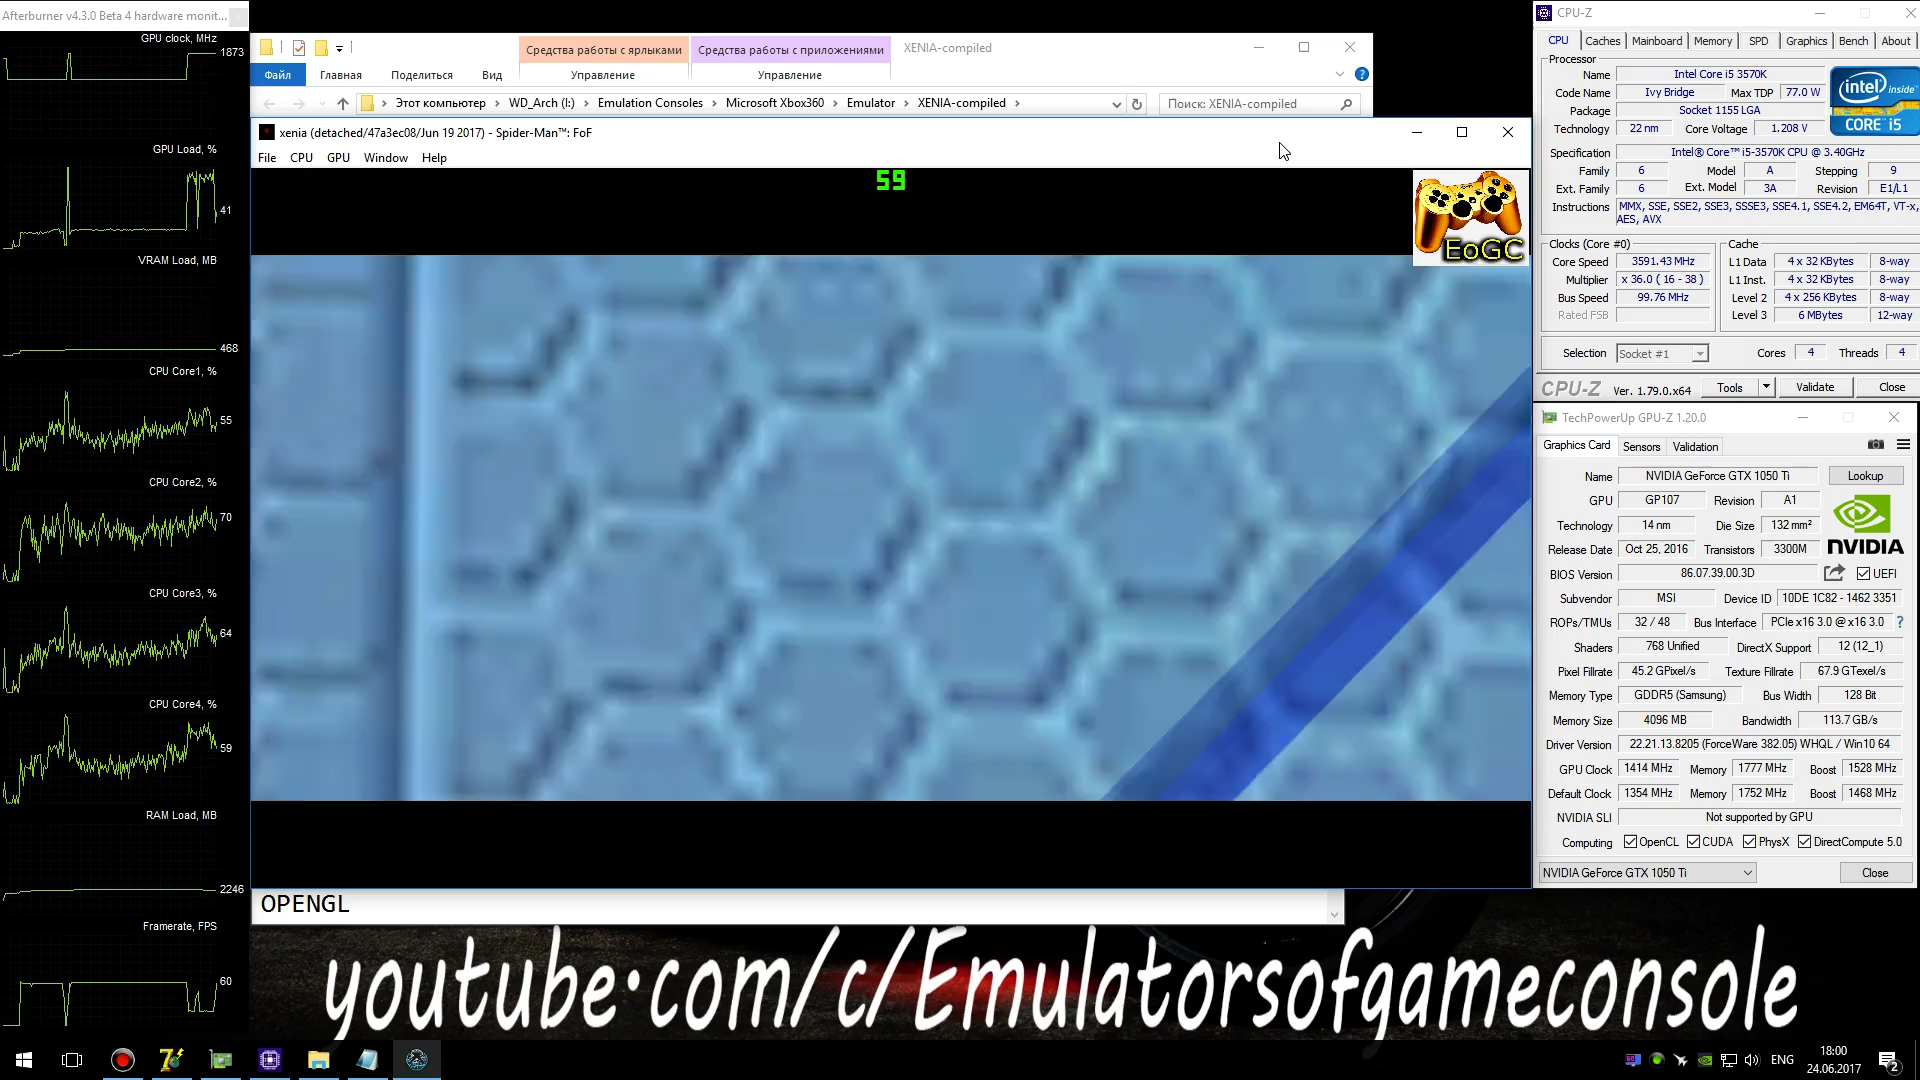 Afterburner v4.3.0 Beta 4 hardware monit...
GPU clock, MHz
1873
GPU Load, %
41
VRAM Load, MB
468
CPU Core1, %
55
CPU Core2, %
70
CPU Core3, %
64
CPU Core4, %
59
RAM Load, MB
2246
Framerate, FPS
60
Средства работы с ярлыками
Средства работы с приложениями
XENIA-compiled
Файл
Главная
Поделиться
Вид
Управление
Управление
Этот компьютер > WD_Arch (I:) > Emulation Consoles > Microsoft Xbox360 > Emulator > XENIA-compiled >
Поиск: XENIA-compiled
xenia (detached/47a3ec08/Jun 19 2017) - Spider-Man™: FoF
File CPU GPU Window Help
59
EoGC
OPENGL
youtube.com/c/Emulatorsofgameconsole
CPU-Z
CPU Caches Mainboard Memory SPD Graphics Bench About
Processor
Name Intel Core i5 3570K
Code Name Ivy Bridge Max TDP 77.0 W
Package Socket 1155 LGA
Technology 22 nm Core Voltage 1.208 V
intel inside™
CORE i5
Specification Intel® Core™ i5-3570K CPU @ 3.40GHz
Family 6 Model A Stepping 9
Ext. Family 6 Ext. Model 3A Revision E1/L1
Instructions MMX, SSE, SSE2, SSE3, SSSE3, SSE4.1, SSE4.2, EM64T, VT-x,
AES, AVX
Clocks (Core #0)
Core Speed 3591.43 MHz
Multiplier x 36.0 ( 16 - 38 )
Bus Speed 99.76 MHz
Rated FSB
Cache
L1 Data 4 x 32 KBytes 8-way
L1 Inst. 4 x 32 KBytes 8-way
Level 2 4 x 256 KBytes 8-way
Level 3 6 MBytes 12-way
Selection Socket #1 Cores 4 Threads 4
CPU-Z Ver. 1.79.0.x64 Tools Validate Close
TechPowerUp GPU-Z 1.20.0
Graphics Card Sensors Validation
Name NVIDIA GeForce GTX 1050 Ti Lookup
GPU GP107 Revision A1
Technology 14 nm Die Size 132 mm²
Release Date Oct 25, 2016 Transistors 3300M
NVIDIA
BIOS Version 86.07.39.00.3D UEFI
Subvendor MSI Device ID 10DE 1C82 - 1462 3351
ROPs/TMUs 32 / 48 Bus Interface PCIe x16 3.0 @ x16 3.0 ?
Shaders 768 Unified DirectX Support 12 (12_1)
Pixel Fillrate 45.2 GPixel/s Texture Fillrate 67.9 GTexel/s
Memory Type GDDR5 (Samsung) Bus Width 128 Bit
Memory Size 4096 MB Bandwidth 113.7 GB/s
Driver Version 22.21.13.8205 (ForceWare 382.05) WHQL / Win10 64
GPU Clock 1414 MHz Memory 1777 MHz Boost 1528 MHz
Default Clock 1354 MHz Memory 1752 MHz Boost 1468 MHz
NVIDIA SLI Not supported by GPU
Computing OpenCL CUDA PhysX DirectCompute 5.0
NVIDIA GeForce GTX 1050 Ti Close
ENG
18:00
24.06.2017
2